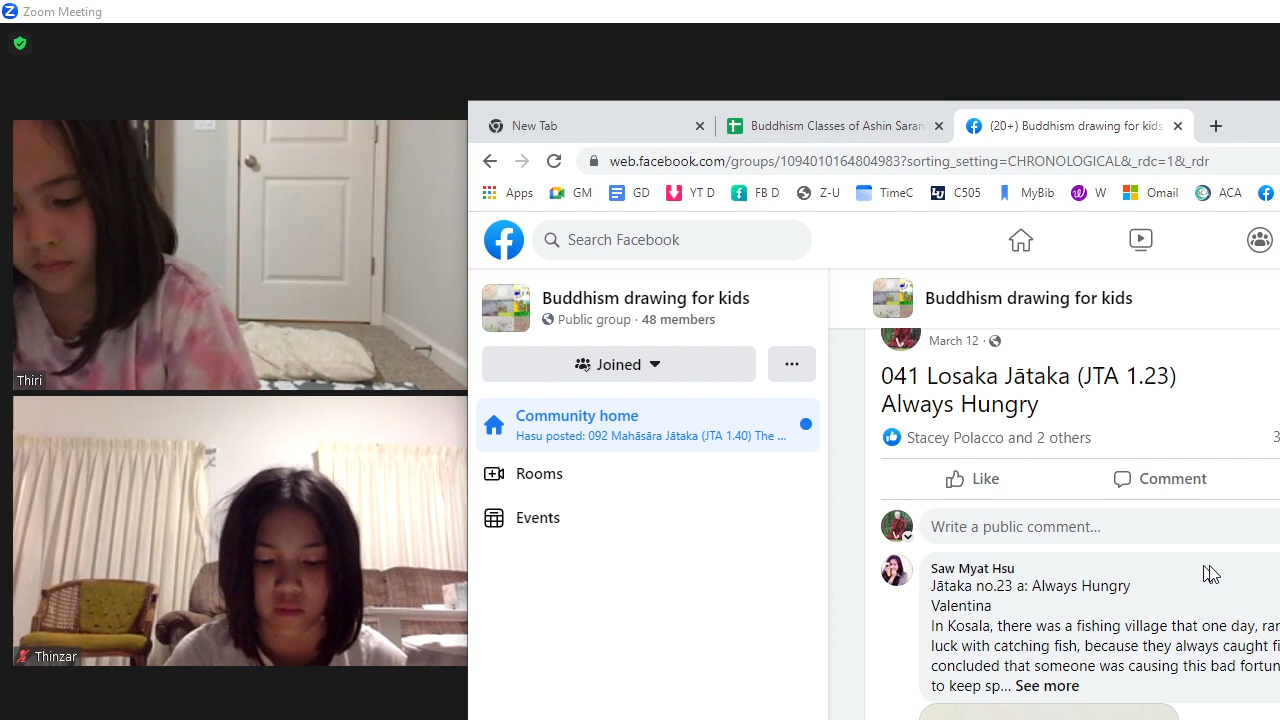 Zoom Meeting
New Tab
Buddhism Classes of Ashin Saran
(20+) Buddhism drawing for kids
web.facebook.com/groups/1094010164804983?sorting_setting=CHRONOLOGICAL&_rdc=1&_rdr
Apps GM GD YT D FB D Z-U TimeC C505 MyBib W Omail ACA
Search Facebook
Buddhism drawing for kids
Public group · 48 members
Joined
Community home
Hasu posted: 092 Mahāsāra Jātaka (JTA 1.40) The ...
Rooms
Events
Buddhism drawing for kids
March 12 ·
041 Losaka Jātaka (JTA 1.23)
Always Hungry
Stacey Polacco and 2 others
3
Like Comment
Write a public comment...
Saw Myat Hsu
Jātaka no.23 a: Always Hungry
Valentina
In Kosala, there was a fishing village that one day, ran
luck with catching fish, because they always caught fi
concluded that someone was causing this bad fortun
to keep sp... See more
Thiri
Thinzar